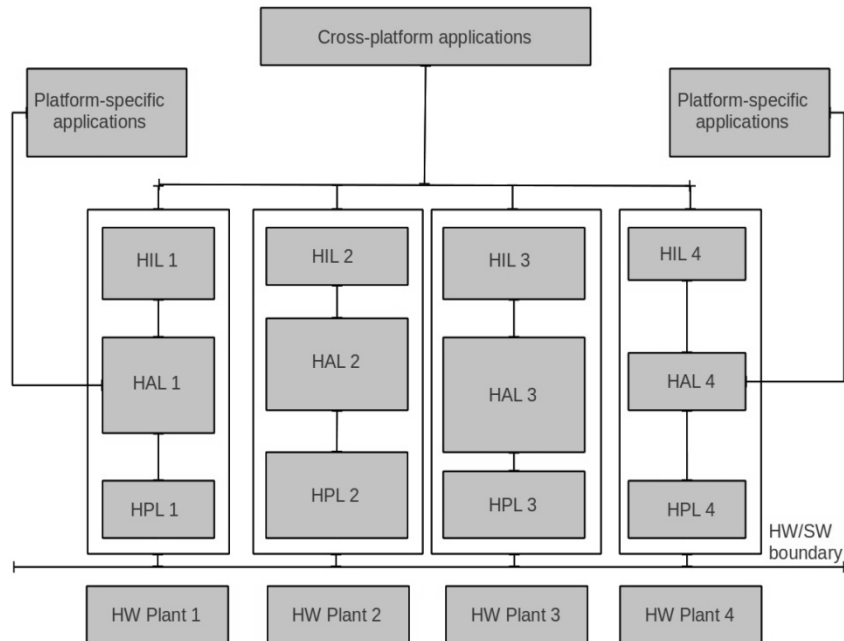 Cross-platform applications
Platform-specific
applications
Platform-specific
applications
HIL 1
HIL 2
HIL 3
HIL 4
HAL 1
HAL 2
HAL 3
HAL 4
HPL 1
HPL 2
HPL 3
HPL 4
HW/SW
boundary
HW Plant 1
HW Plant 2
HW Plant 3
HW Plant 4